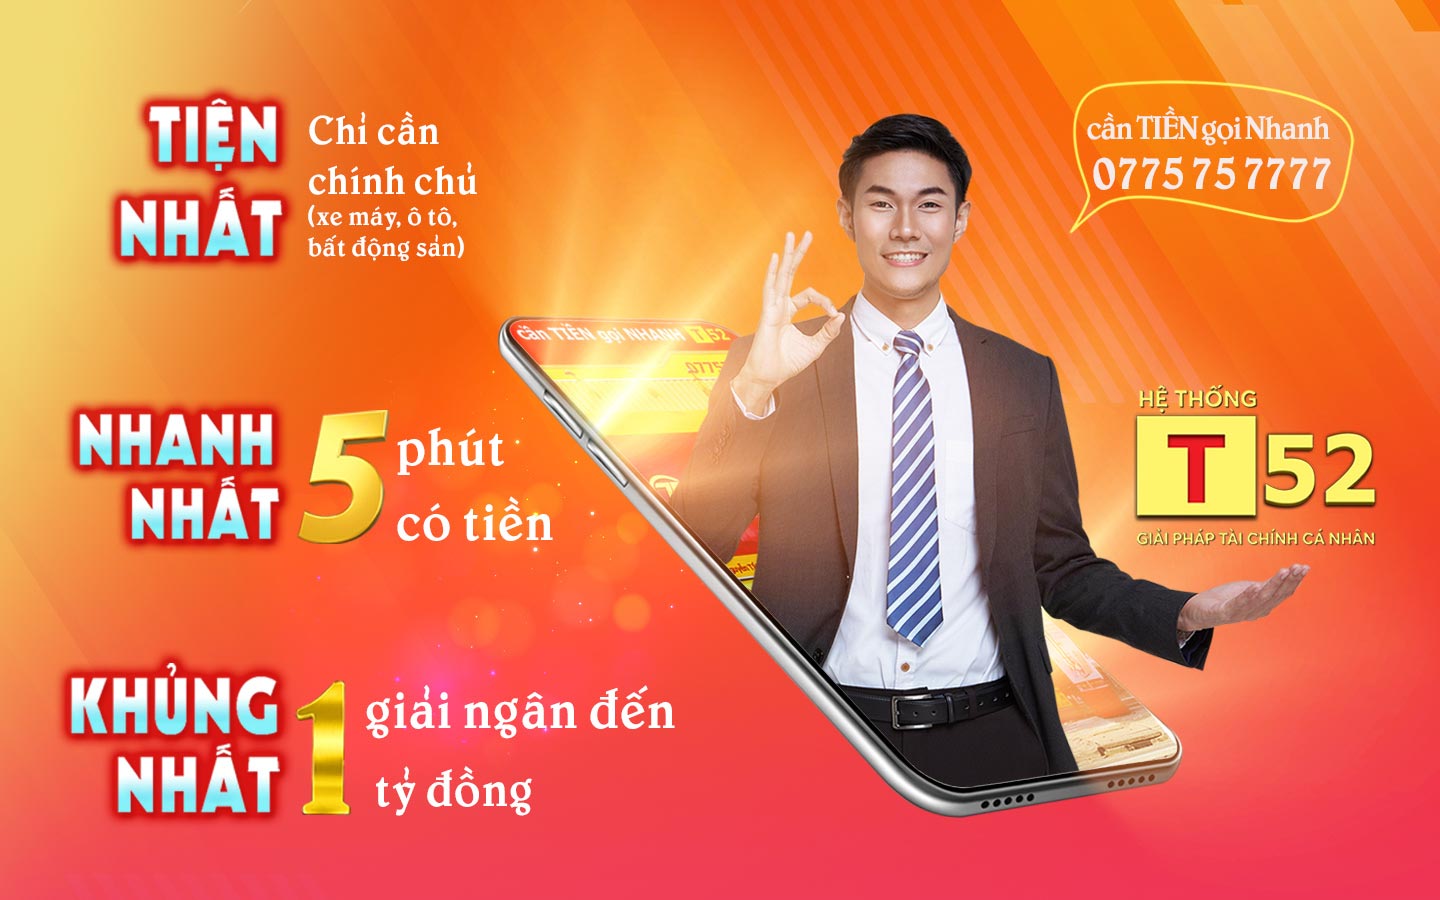 TIỆN
NHẤT
Chỉ cần
chính chủ
(xe máy, ô tô,
bất động sản)
cần TIỀN gọi Nhanh
0775 75 7777
cần TIỀN gọi NHANH T 52
0775
NHANH
NHẤT
5 phút
có tiền
HỆ THỐNG
T52
GIẢI PHÁP TÀI CHÍNH CÁ NHÂN
KHỦNG
NHẤT
1 giải ngân đến
tỷ đồng